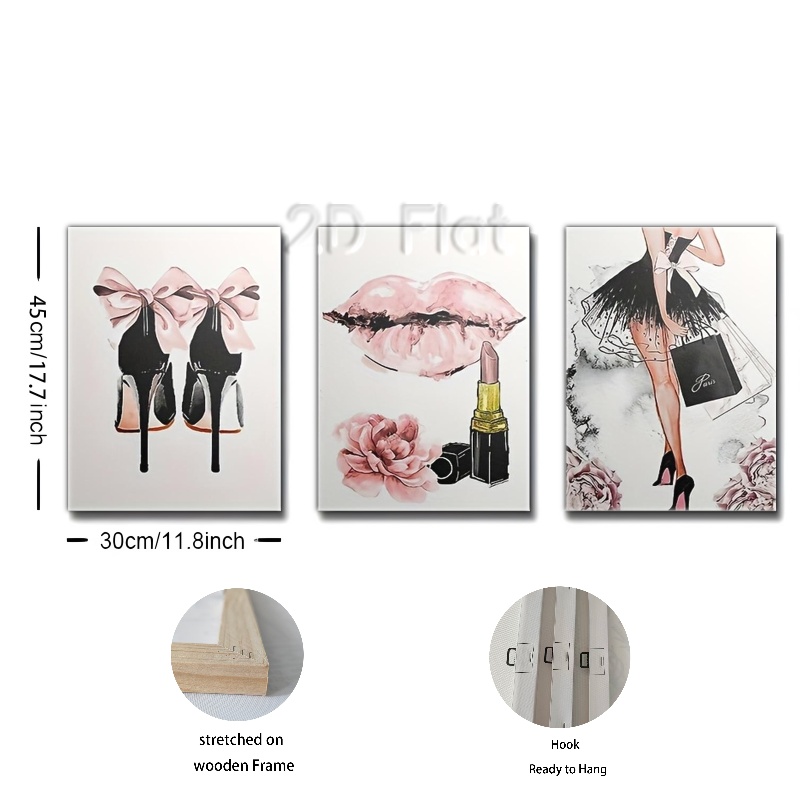 2D Flat
45cm/17.7inch
Paris
30cm/11.8inch
stretched on
wooden Frame
Hook
Ready to Hang